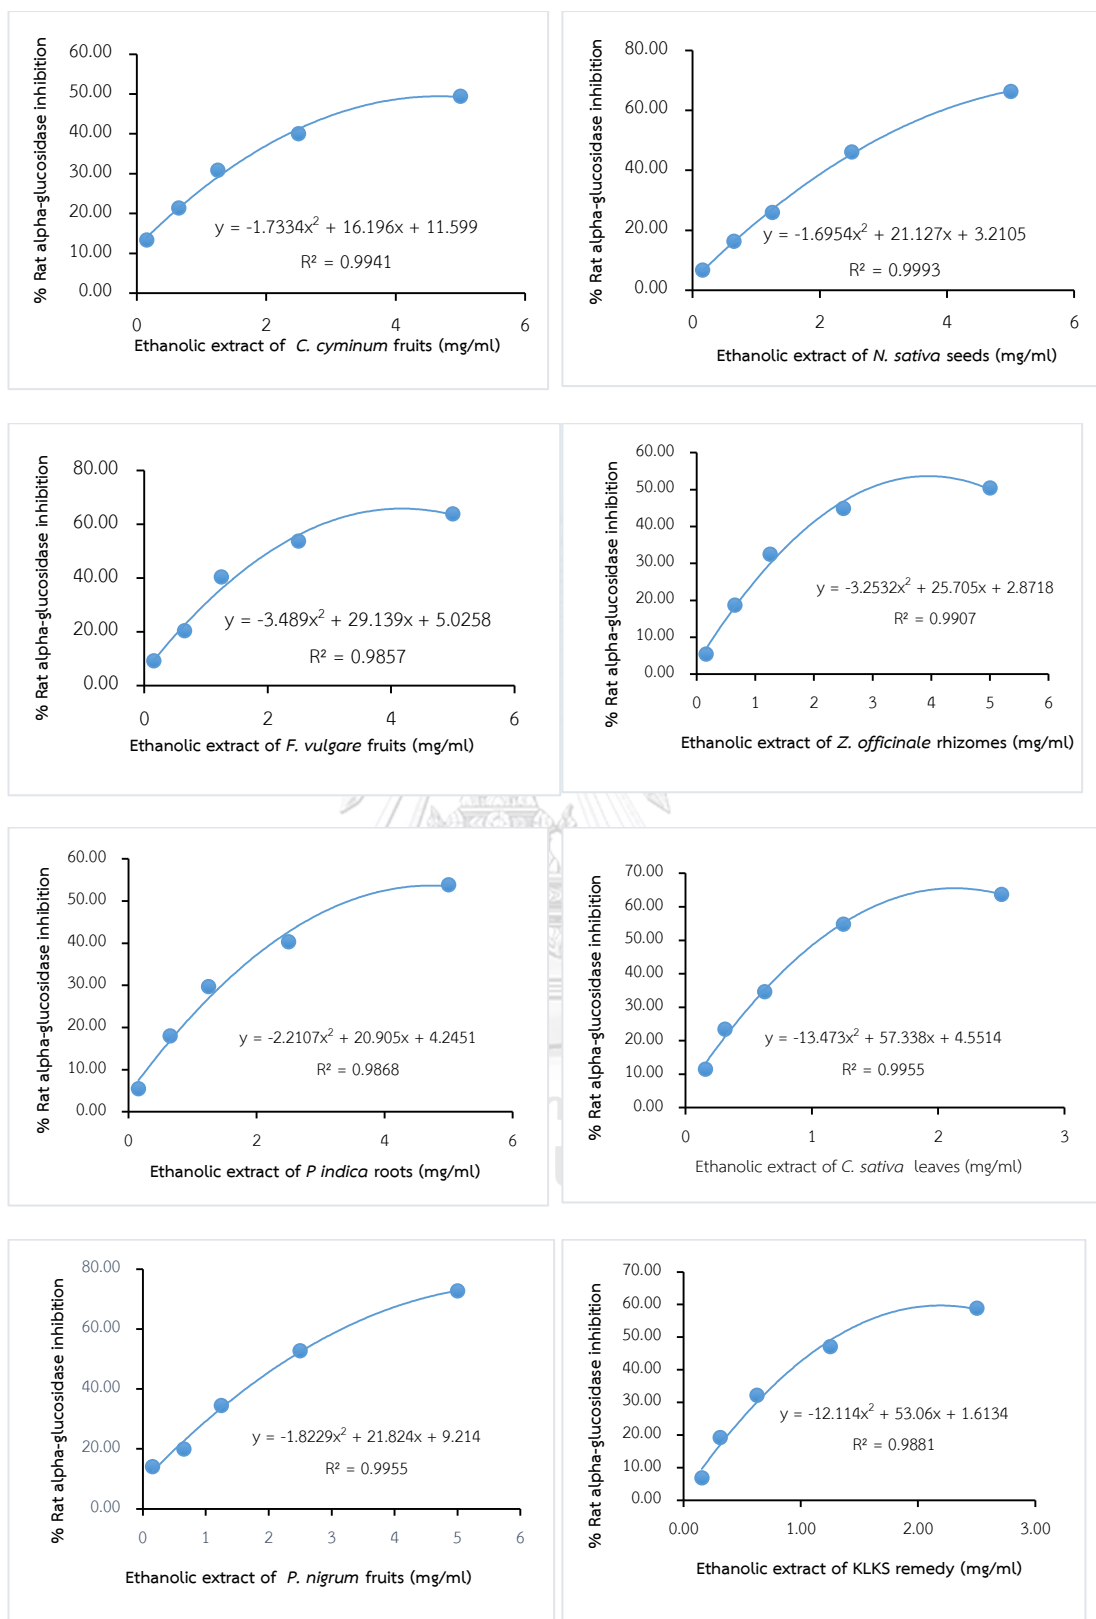 % Rat alpha-glucosidase inhibition
60.00
50.00
40.00
30.00
20.00
10.00
0.00
y = -1.7334x² + 16.196x + 11.599
R² = 0.9941
0 2 4 6
Ethanolic extract of C. cyminum fruits (mg/ml)
% Rat alpha-glucosidase inhibition
80.00
60.00
40.00
20.00
0.00
y = -1.6954x² + 21.127x + 3.2105
R² = 0.9993
0 2 4 6
Ethanolic extract of N. sativa seeds (mg/ml)
% Rat alpha-glucosidase inhibition
80.00
60.00
40.00
20.00
0.00
y = -3.489x² + 29.139x + 5.0258
R² = 0.9857
0 2 4 6
Ethanolic extract of F. vulgare fruits (mg/ml)
% Rat alpha-glucosidase inhibition
60.00
50.00
40.00
30.00
20.00
10.00
0.00
y = -3.2532x² + 25.705x + 2.8718
R² = 0.9907
0 1 2 3 4 5 6
Ethanolic extract of Z. officinale rhizomes (mg/ml)
% Rat alpha-glucosidase inhibition
60.00
50.00
40.00
30.00
20.00
10.00
0.00
y = -2.2107x² + 20.905x + 4.2451
R² = 0.9868
0 2 4 6
Ethanolic extract of P indica roots (mg/ml)
% Rat alpha-glucosidase inhibition
70.00
60.00
50.00
40.00
30.00
20.00
10.00
0.00
y = -13.473x² + 57.338x + 4.5514
R² = 0.9955
0 1 2 3
Ethanolic extract of C. sativa leaves (mg/ml)
% Rat alpha-glucosidase inhibition
80.00
60.00
40.00
20.00
0.00
y = -1.8229x² + 21.824x + 9.214
R² = 0.9955
0 1 2 3 4 5 6
Ethanolic extract of P. nigrum fruits (mg/ml)
% Rat alpha-glucosidase inhibition
70.00
60.00
50.00
40.00
30.00
20.00
10.00
0.00
y = -12.114x² + 53.06x + 1.6134
R² = 0.9881
0.00 1.00 2.00 3.00
Ethanolic extract of KLKS remedy (mg/ml)